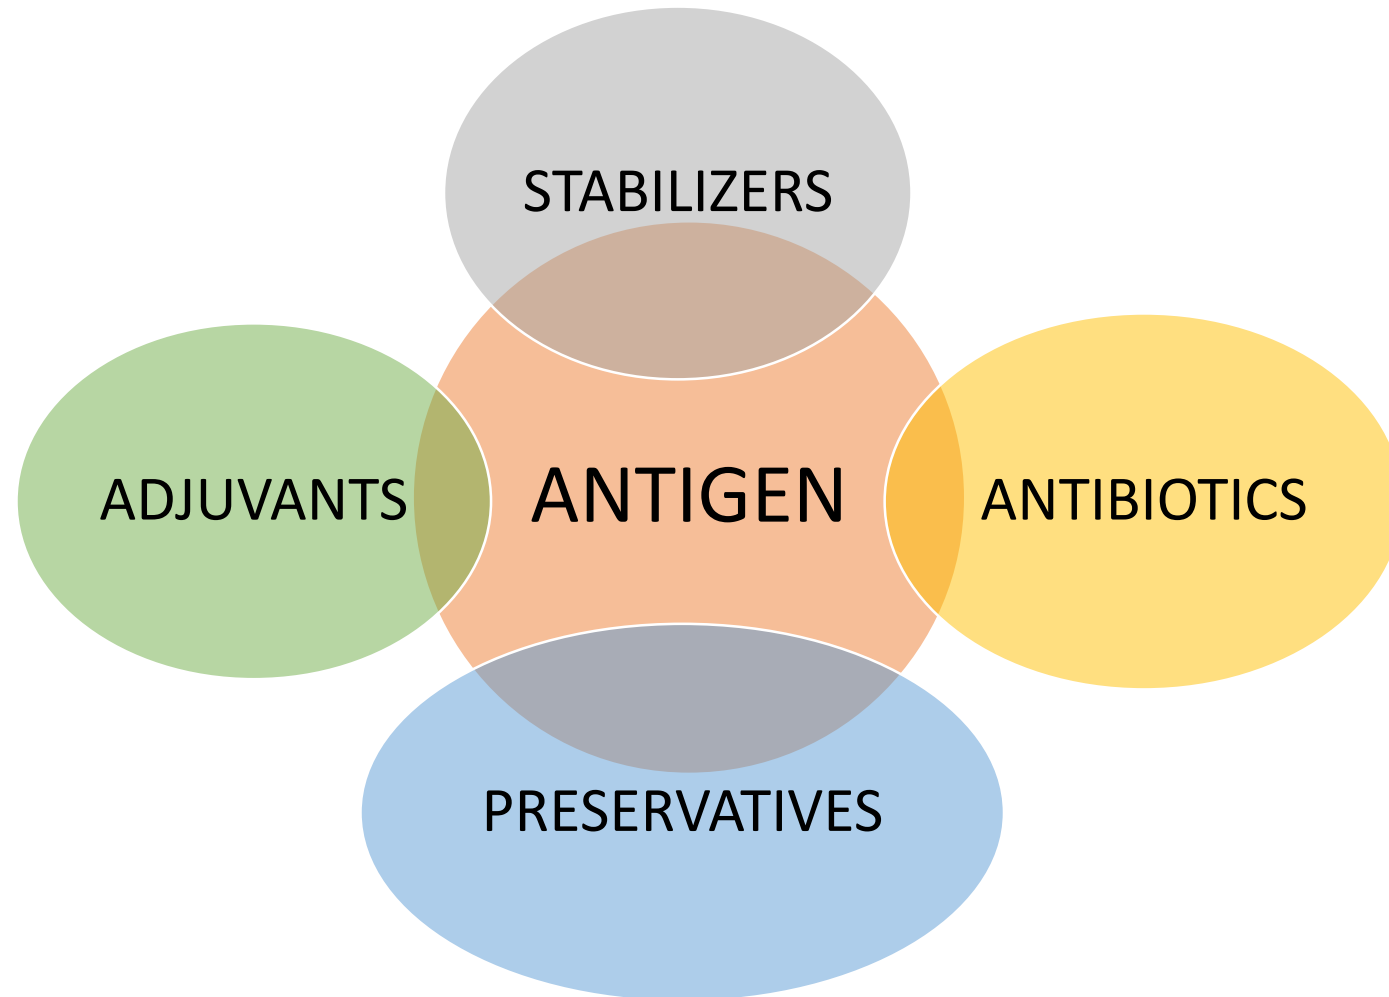 STABILIZERS
ADJUVANTS
ANTIGEN
ANTIBIOTICS
PRESERVATIVES